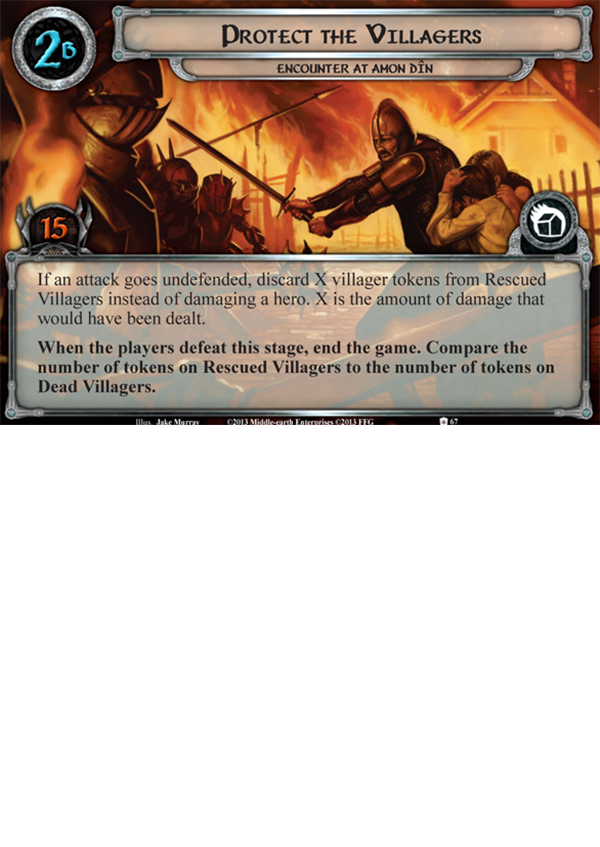 2B
PROTECT THE VILLAGERS
ENCOUNTER AT AMON DÎN
15
If an attack goes undefended, discard X villager tokens from Rescued
Villagers instead of damaging a hero. X is the amount of damage that
would have been dealt.
When the players defeat this stage, end the game. Compare the
number of tokens on Rescued Villagers to the number of tokens on
Dead Villagers.
Illus. Jake Murray ©2013 Middle-earth Enterprises ©2013 FFG 67